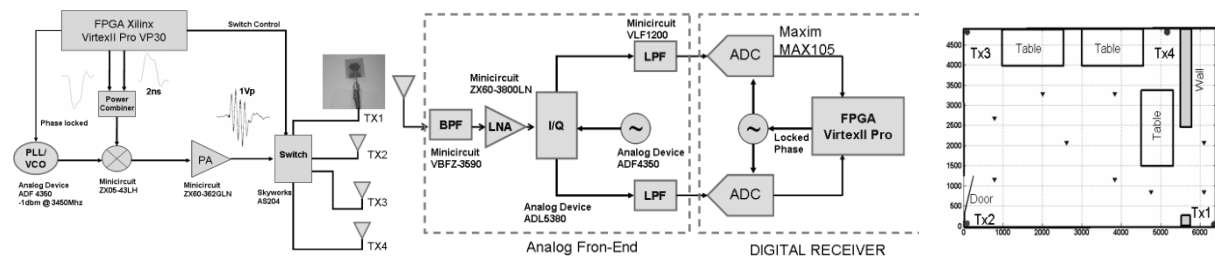 FPGA Xilinx
VirtexII Pro VP30
Switch Control
2ns
Power
Combiner
1Vp
Phase locked
PLL/
VCO
PA
Switch
Analog Device
ADF 4350
-1dbm @ 3450Mhz
Minicircuit
ZX05-43LH
Minicircuit
ZX60-362GLN
Skyworks
AS204
TX1
TX2
TX3
TX4
Minicircuit
VLF1200
LPF
Minicircuit
ZX60-3800LN
BPF
LNA
I/Q
Minicircuit
VBFZ-3590
Analog Device
ADF4350
LPF
Analog Device
ADL5380
Analog Fron-End
Maxim
MAX105
ADC
Locked
Phase
FPGA
VirtexII Pro
ADC
DIGITAL RECEIVER
Tx3
Table
Table
Tx4
Wall
Table
Door
Tx2
Tx1
5000
4500
4000
3500
3000
2500
2000
1500
1000
500
0
0 1000 2000 3000 4000 5000 6000